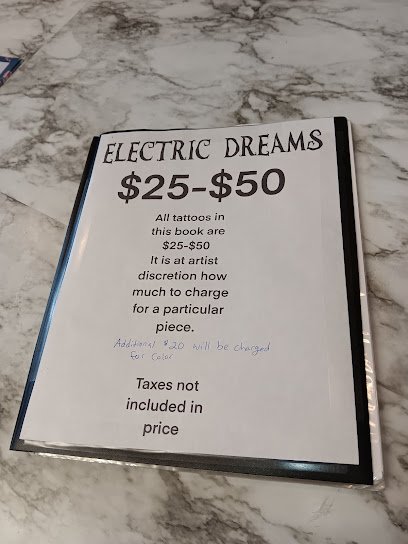 ELECTRIC DREAMS
$25-$50
All tattoos in
this book are
$25-$50
It is at artist
discretion how
much to charge
for a particular
piece.
Additional $20 will be charged
for color
Taxes not
included in
price